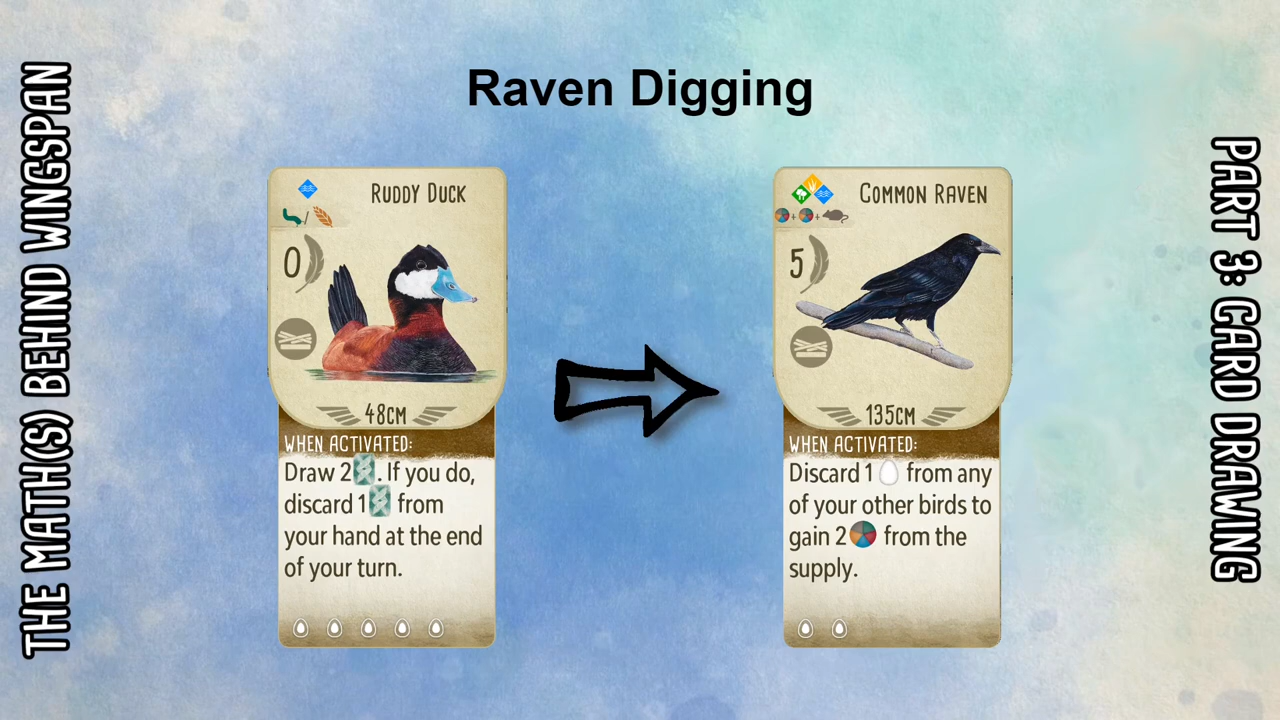 Raven Digging
THE MATH(S) BEHIND WINGSPAN
RUDDY DUCK
0
48CM
WHEN ACTIVATED:
Draw 2 . If you do,
discard 1 from
your hand at the end
of your turn.
COMMON RAVEN
+ +
5
135CM
WHEN ACTIVATED:
Discard 1 from any
of your other birds to
gain 2 from the
supply.
PART 3: CARD DRAWING